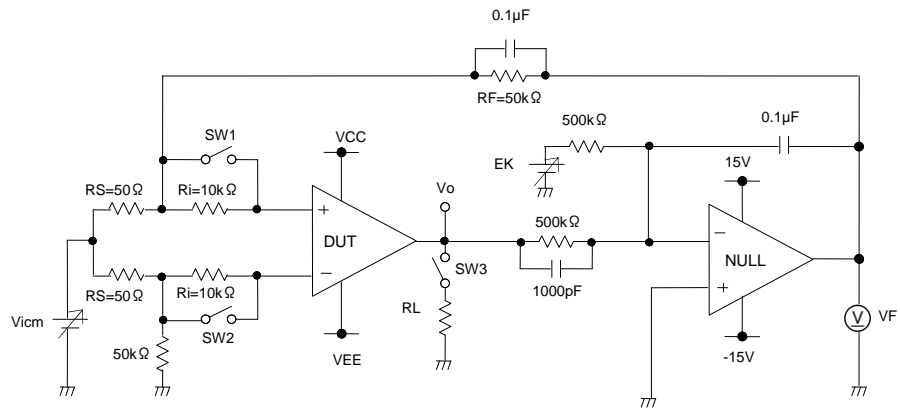 0.1μF
RF=50kΩ
0.1μF
500kΩ
EK
15V
SW1
VCC
RS=50Ω
Ri=10kΩ
Vo
+
DUT
−
500kΩ
−
NULL
+
SW3
1000pF
RS=50Ω
Ri=10kΩ
Vicm
SW2
RL
V
VF
50kΩ
VEE
-15V